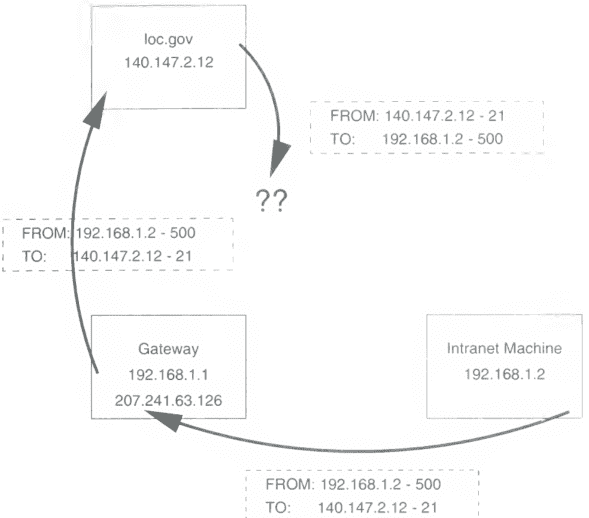 loc.gov
140.147.2.12
FROM: 140.147.2.12 - 21
TO: 192.168.1.2 - 500
??
FROM: 192.168.1.2 - 500
TO: 140.147.2.12 - 21
Gateway
192.168.1.1
207.241.63.126
Intranet Machine
192.168.1.2
FROM: 192.168.1.2 - 500
TO: 140.147.2.12 - 21